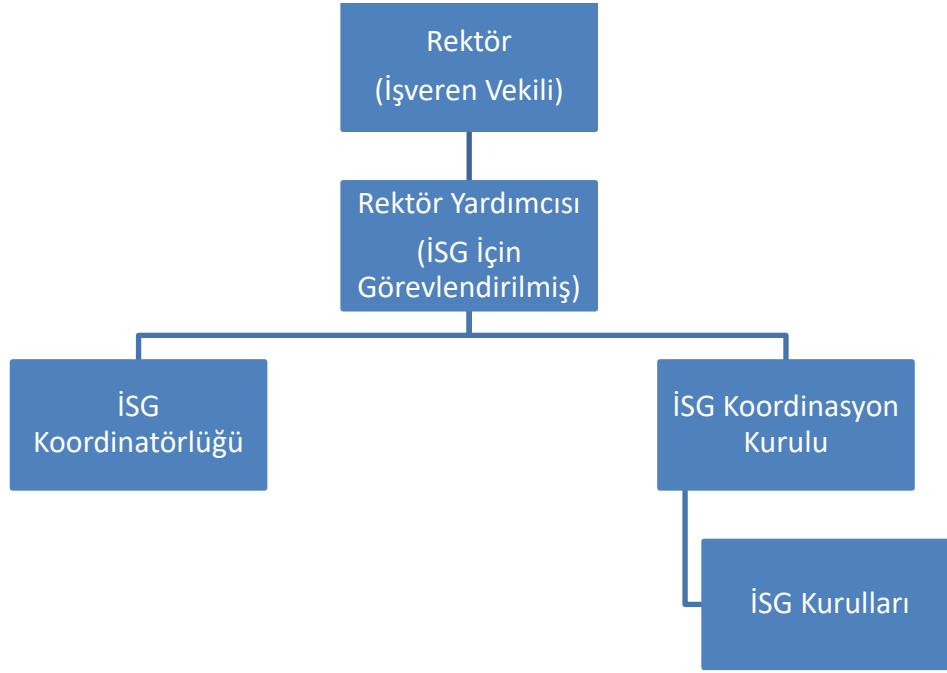 Rektör
(İşveren Vekili)
Rektör Yardımcısı
(İSG İçin
Görevlendirilmiş)
İSG
Koordinatörlüğü
İSG Koordinasyon
Kurulu
İSG Kurulları